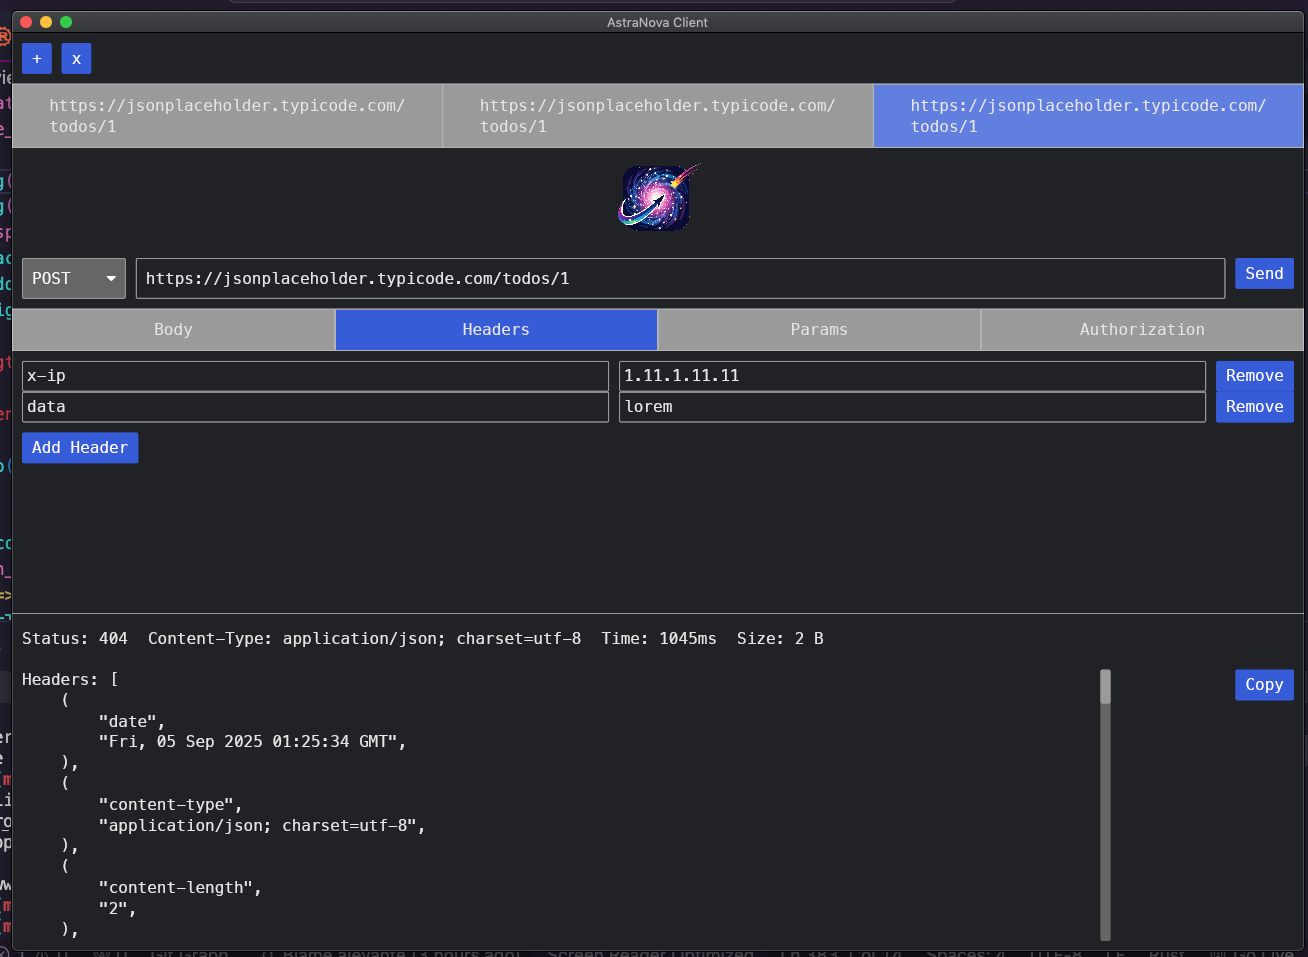 AstraNova Client
+ x
https://jsonplaceholder.typicode.com/
todos/1
https://jsonplaceholder.typicode.com/
todos/1
https://jsonplaceholder.typicode.com/
todos/1
POST https://jsonplaceholder.typicode.com/todos/1 Send
Body Headers Params Authorization
x-ip 1.11.1.11.11 Remove
data lorem Remove
Add Header
Status: 404 Content-Type: application/json; charset=utf-8 Time: 1045ms Size: 2 B
Headers: [ Copy
(
"date",
"Fri, 05 Sep 2025 01:25:34 GMT",
),
(
"content-type",
"application/json; charset=utf-8",
),
(
"content-length",
"2",
),